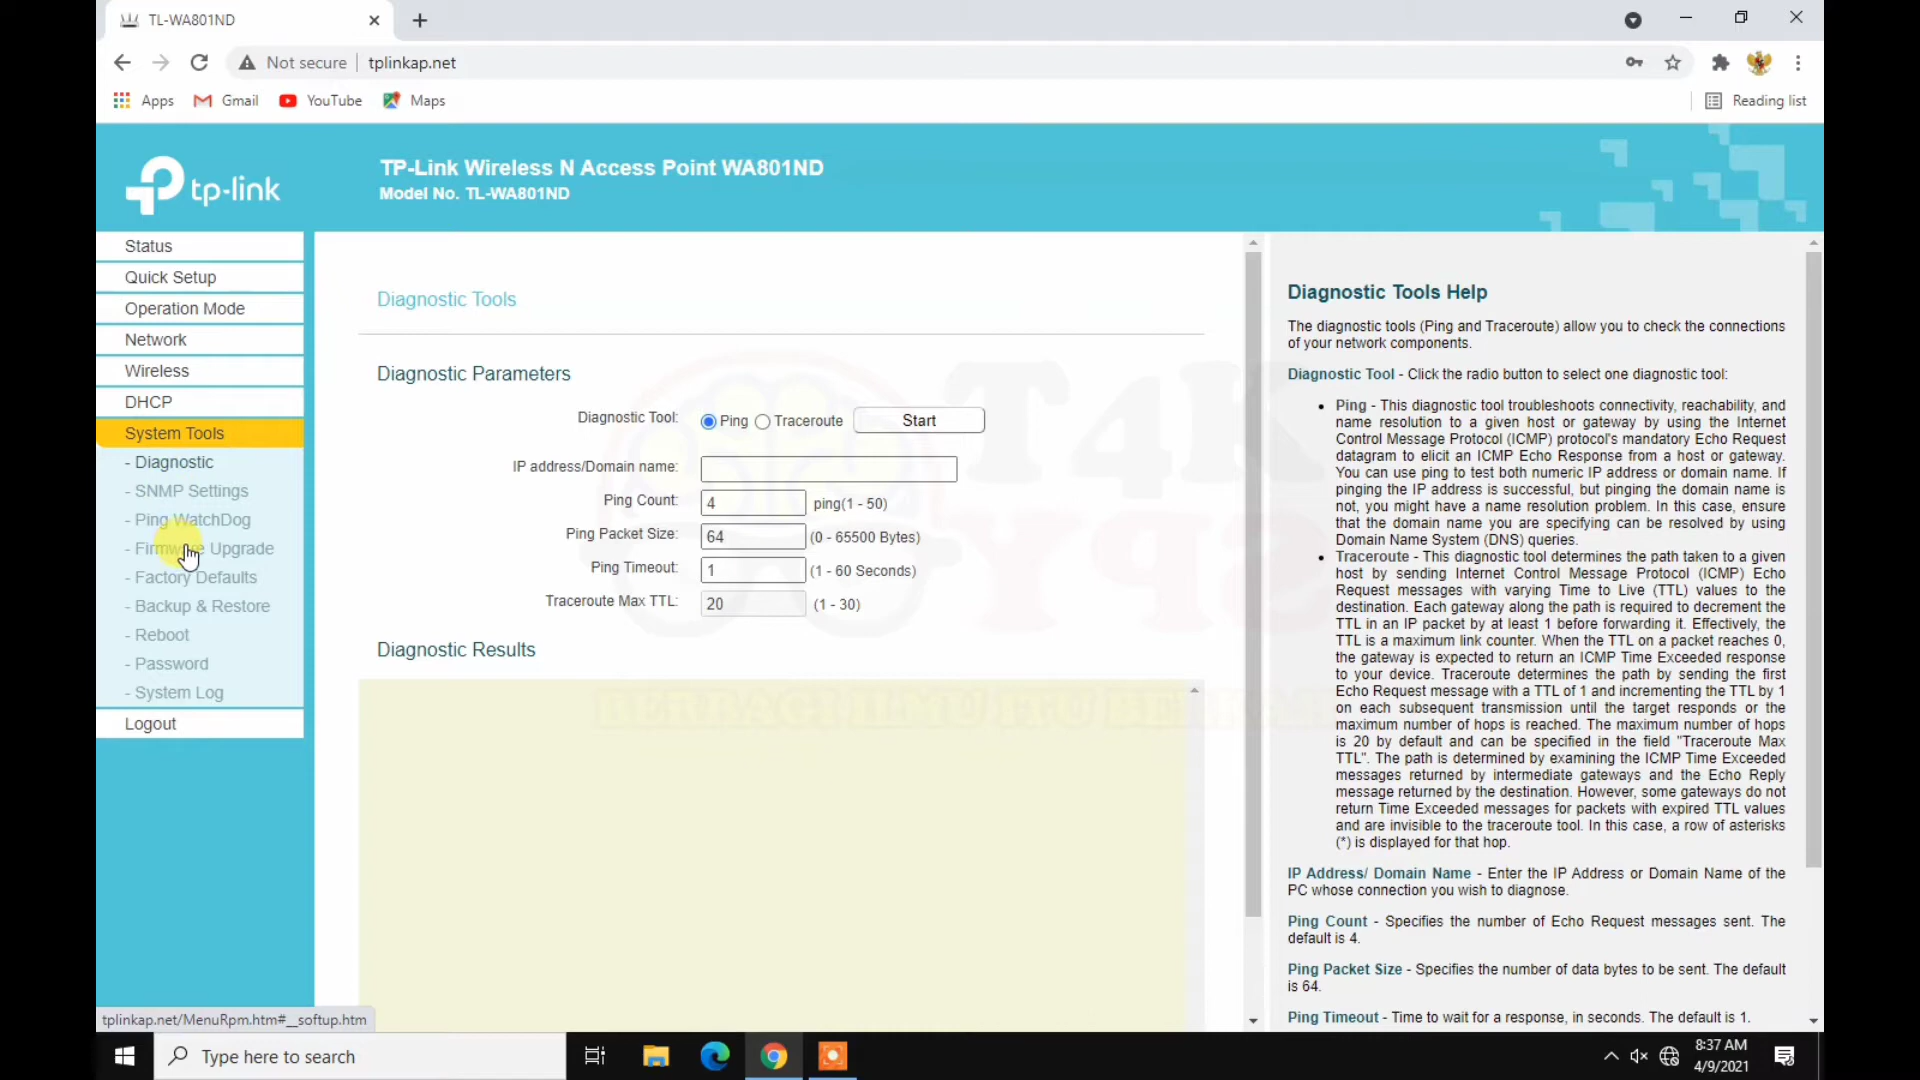 TL-WA801ND
Not secure
tplinkap.net
Apps
Gmail
YouTube
Maps
Reading list
tp-link
TP-Link Wireless N Access Point WA801ND
Model No. TL-WA801ND
Status
Quick Setup
Operation Mode
Network
Wireless
DHCP
System Tools
- Diagnostic
- SNMP Settings
- Ping WatchDog
- Firmware Upgrade
- Factory Defaults
- Backup & Restore
- Reboot
- Password
- System Log
Logout
Diagnostic Tools
Diagnostic Parameters
Diagnostic Tool: Ping Traceroute Start
IP address/Domain name:
Ping Count: 4 ping(1 - 50)
Ping Packet Size: 64 (0 - 65500 Bytes)
Ping Timeout: 1 (1 - 60 Seconds)
Traceroute Max TTL: 20 (1 - 30)
Diagnostic Results
T4K
BERBAGI ILMU ITU
Diagnostic Tools Help
The diagnostic tools (Ping and Traceroute) allow you to check the connections
of your network components.
Diagnostic Tool - Click the radio button to select one diagnostic tool:
• Ping - This diagnostic tool troubleshoots connectivity, reachability, and
name resolution to a given host or gateway by using the Internet
Control Message Protocol (ICMP) protocol's mandatory Echo Request
datagram to elicit an ICMP Echo Response from a host or gateway.
You can use ping to test both numeric IP address or domain name. If
pinging the IP address is successful, but pinging the domain name is
not, you might have a name resolution problem. In this case, ensure
that the domain name you are specifying can be resolved by using
Domain Name System (DNS) queries.
• Traceroute - This diagnostic tool determines the path taken to a given
host by sending Internet Control Message Protocol (ICMP) Echo
Request messages with varying Time to Live (TTL) values to the
destination. Each gateway along the path is required to decrement the
TTL in an IP packet by at least 1 before forwarding it. Effectively, the
TTL is a maximum link counter. When the TTL on a packet reaches 0,
the gateway is expected to return an ICMP Time Exceeded response
to your device. Traceroute determines the path by sending the first
Echo Request message with a TTL of 1 and incrementing the TTL by 1
on each subsequent transmission until the target responds or the
maximum number of hops is reached. The maximum number of hops
is 20 by default and can be specified in the field "Traceroute Max
TTL". The path is determined by examining the ICMP Time Exceeded
messages returned by intermediate gateways and the Echo Reply
message returned by the destination. However, some gateways do not
return Time Exceeded messages for packets with expired TTL values
and are invisible to the traceroute tool. In this case, a row of asterisks
(*) is displayed for that hop.
IP Address/ Domain Name - Enter the IP Address or Domain Name of the
PC whose connection you wish to diagnose.
Ping Count - Specifies the number of Echo Request messages sent. The
default is 4.
Ping Packet Size - Specifies the number of data bytes to be sent. The default
is 64.
Ping Timeout - Time to wait for a response, in seconds. The default is 1.
tplinkap.net/MenuRpm.htm#__softup.htm
Type here to search
8:37 AM
4/9/2021